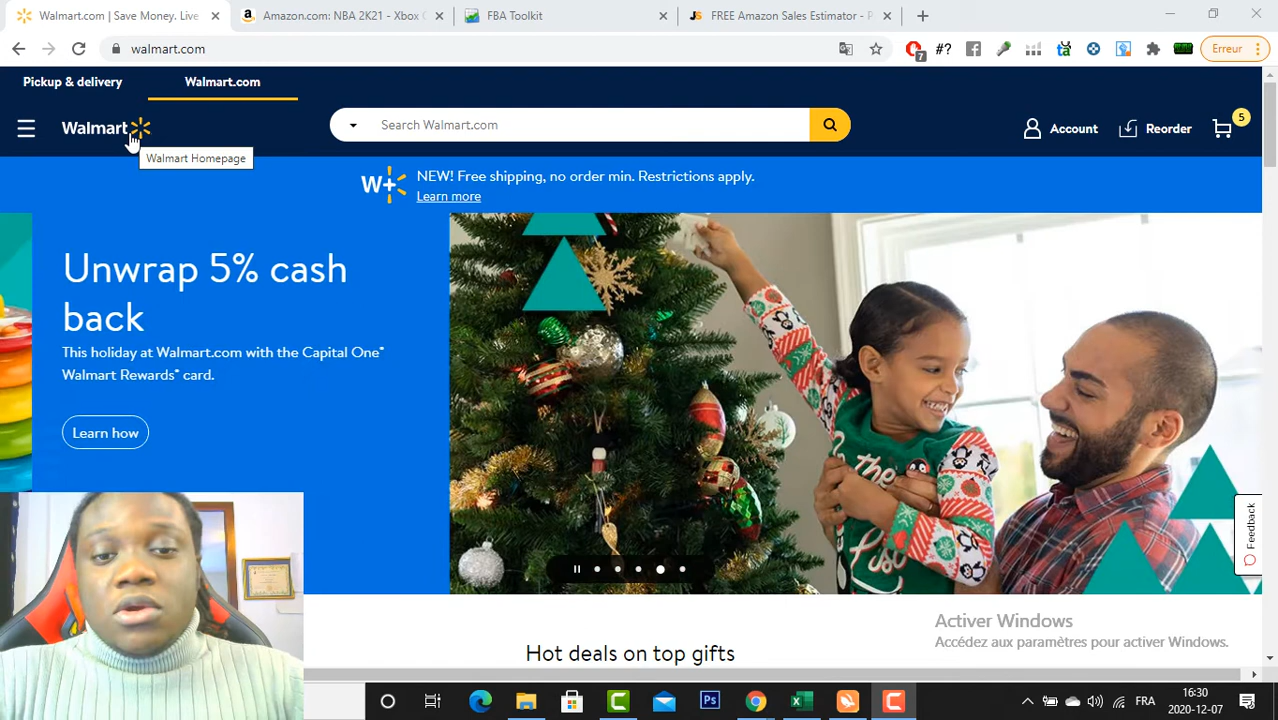 Walmart.com | Save Money. Live
Amazon.com: NBA 2K21 - Xbox
FBA Toolkit
FREE Amazon Sales Estimator - P
walmart.com
7
#?
Erreur
Pickup & delivery
Walmart.com
Walmart
Search Walmart.com
Account
Reorder
5
Walmart Homepage
W+
NEW! Free shipping, no order min. Restrictions apply.
Learn more
Unwrap 5% cash
back
This holiday at Walmart.com with the Capital One®
Walmart Rewards® card.
Learn how
the
Feedback
Activer Windows
Accédez aux paramètres pour activer Windows.
Hot deals on top gifts
FRA
16:30
2020-12-07